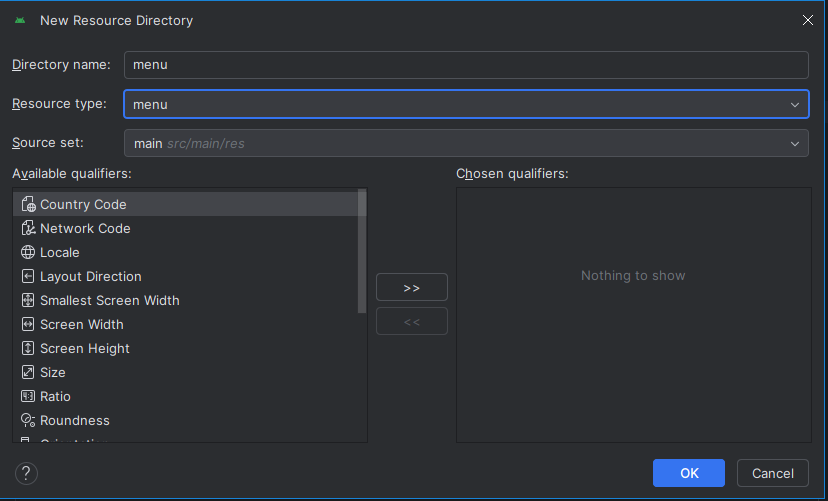 New Resource Directory
Directory name: menu
Resource type: menu
Source set: main src/main/res
Available qualifiers:
Chosen qualifiers:
Country Code
Network Code
Locale
Layout Direction
Smallest Screen Width
Screen Width
Screen Height
Size
Ratio
Roundness
>>
<<
Nothing to show
?
OK
Cancel